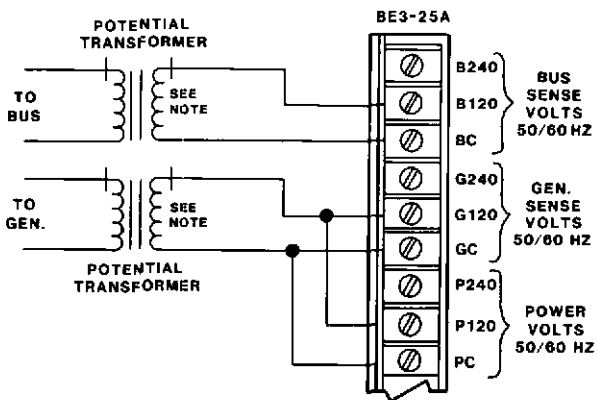 BE3-25A
POTENTIAL
TRANSFORMER
TO
BUS
SEE
NOTE
B240
B120
BC
BUS
SENSE
VOLTS
50/60 HZ
TO
GEN.
SEE
NOTE
POTENTIAL
TRANSFORMER
G240
G120
GC
GEN.
SENSE
VOLTS
50/60 HZ
P240
P120
PC
POWER
VOLTS
50/60 HZ